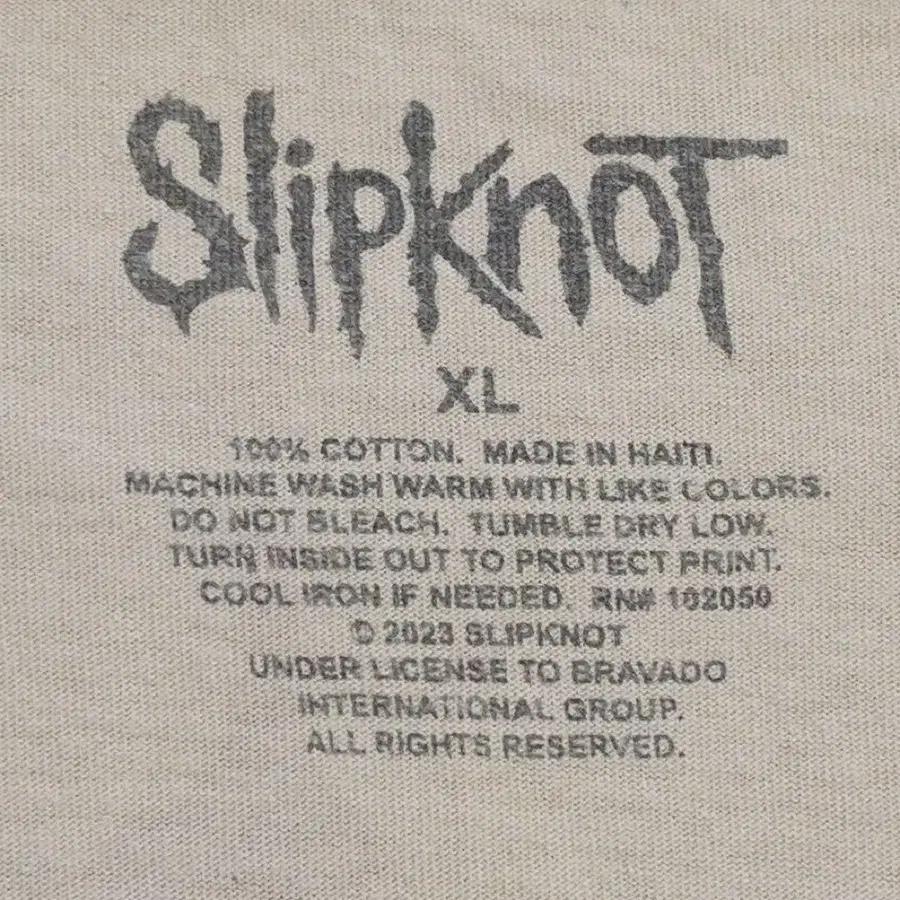 Slipknot
XL
100% COTTON. MADE IN HAITI.
MACHINE WASH WARM WITH LIKE COLORS.
DO NOT BLEACH. TUMBLE DRY LOW.
TURN INSIDE OUT TO PROTECT PRINT.
COOL IRON IF NEEDED. RN# 102050
© 2023 SLIPKNOT
UNDER LICENSE TO BRAVADO
INTERNATIONAL GROUP.
ALL RIGHTS RESERVED.